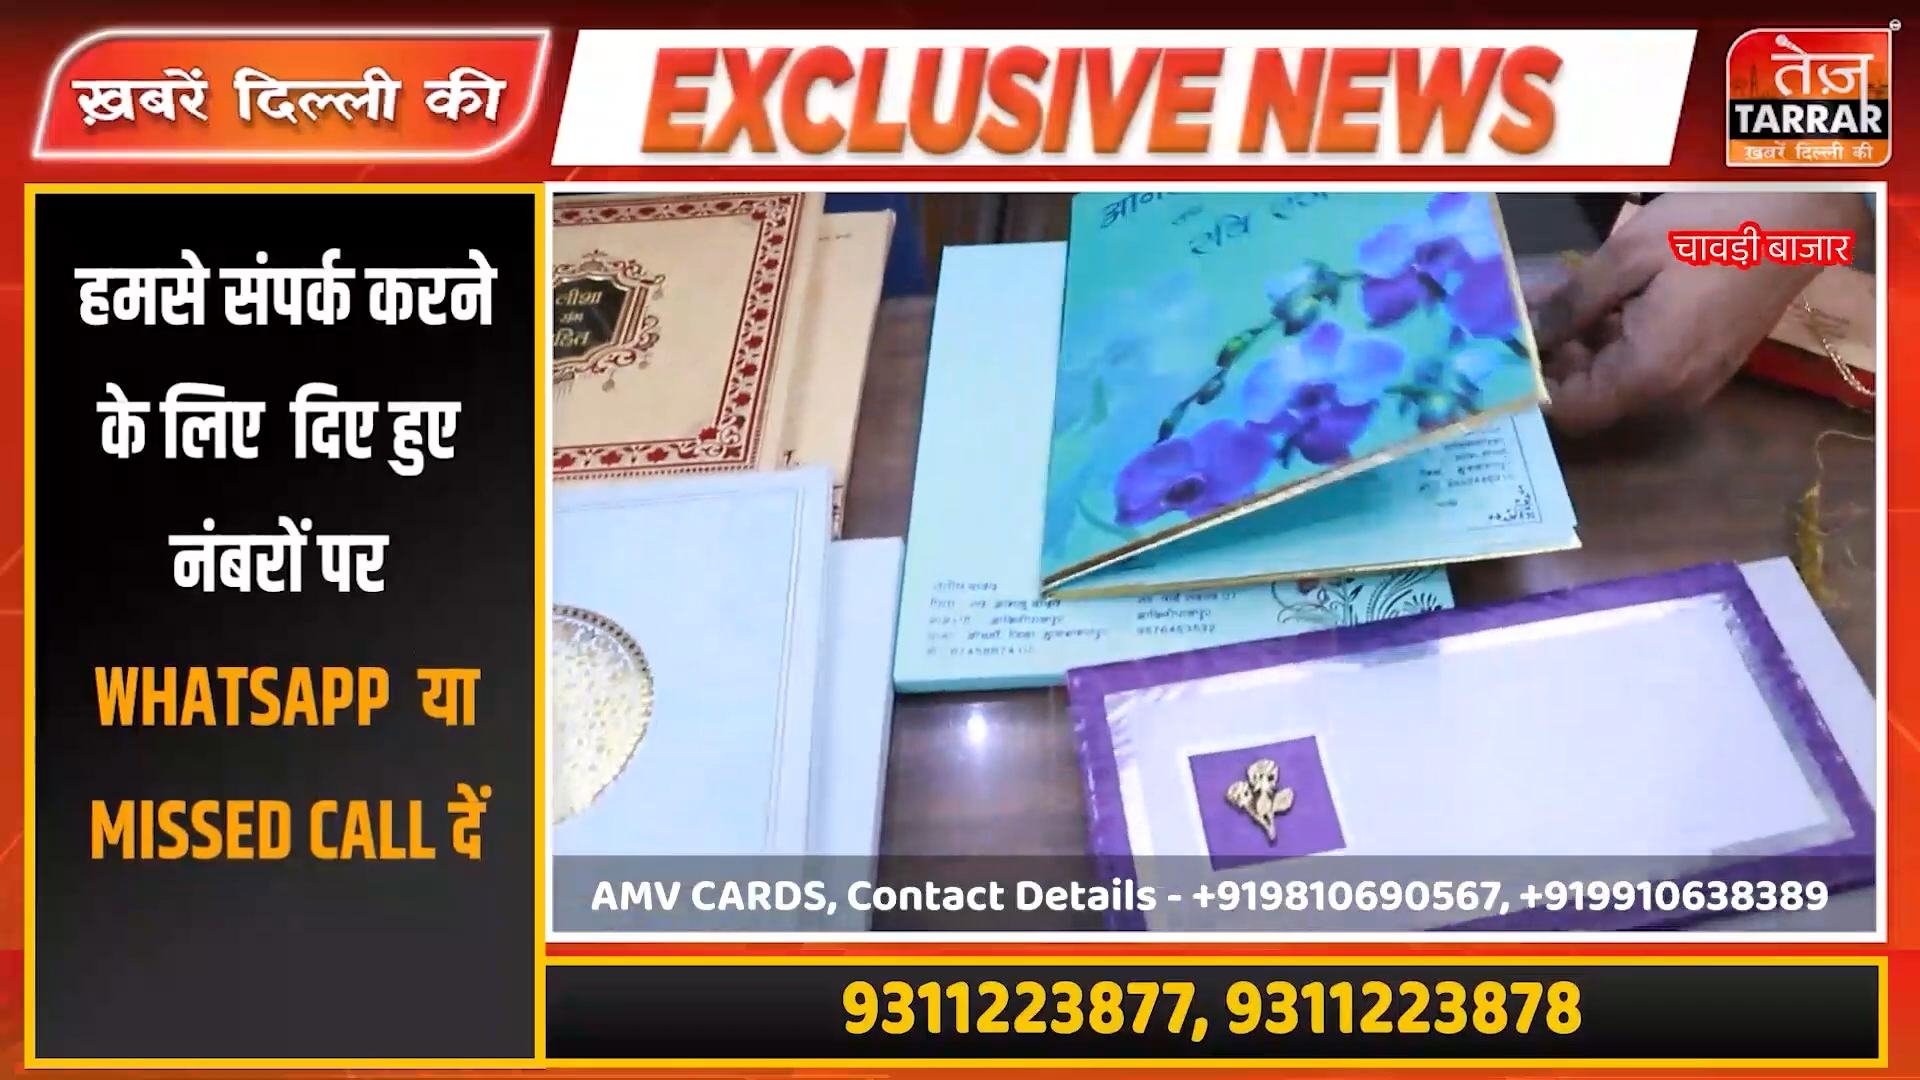 ख़बरें दिल्ली की
EXCLUSIVE NEWS
तेज़
TARRAR
ख़बरें दिल्ली की
हमसे संपर्क करने
के लिए दिए हुए
नंबरों पर
WHATSAPP या
MISSED CALL दें
चावड़ी बाजार
AMV CARDS, Contact Details - +919810690567, +919910638389
9311223877, 9311223878